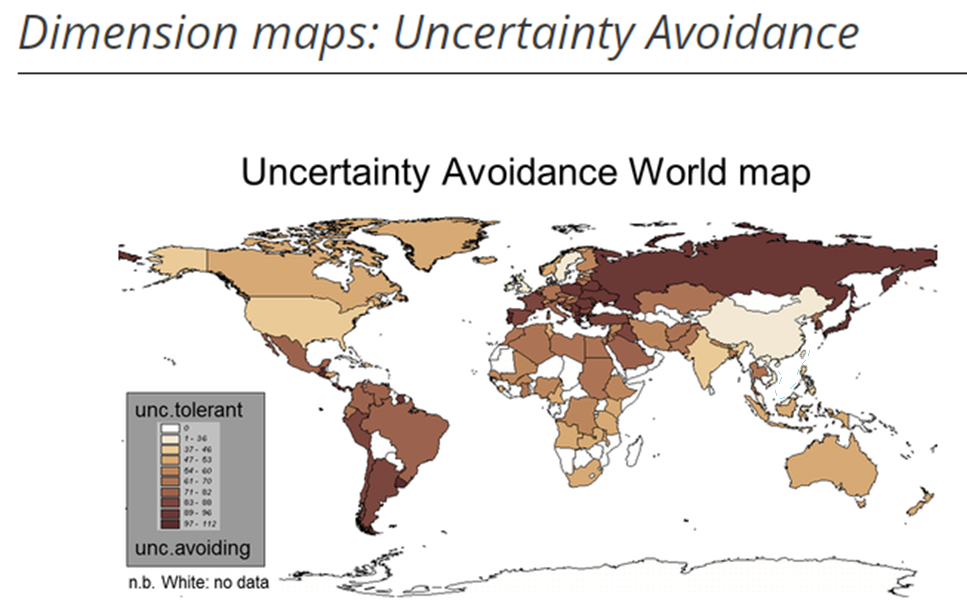 Dimension maps: Uncertainty Avoidance
Uncertainty Avoidance World map
unc.tolerant
0
1 - 36
37 - 46
47 - 53
54 - 60
61 - 70
71 - 82
83 - 88
89 - 96
97 - 112
unc.avoiding
n.b. White: no data